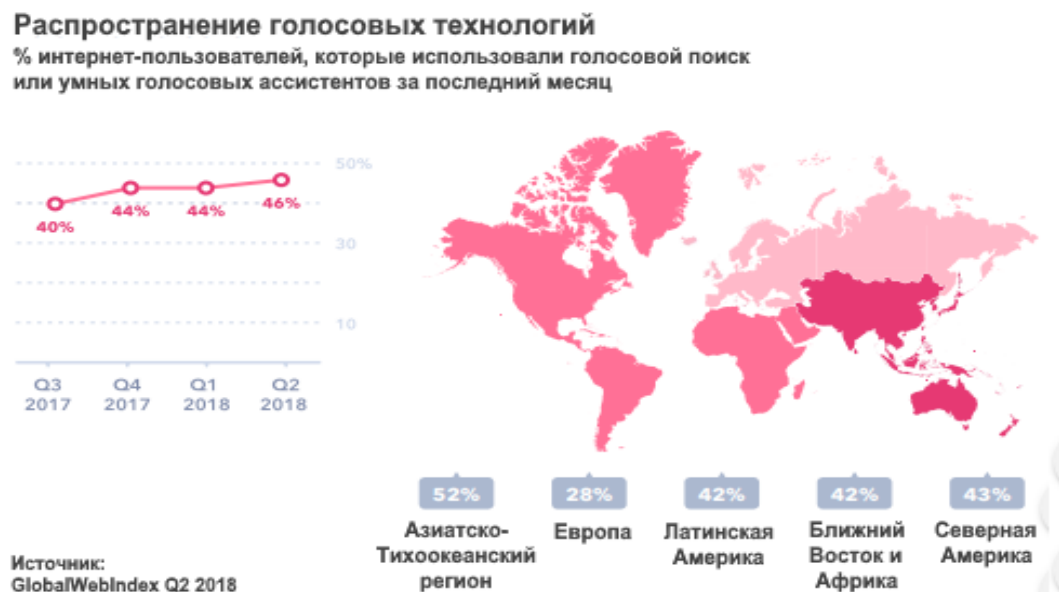 Распространение голосовых технологий
% интернет-пользователей, которые использовали голосовой поиск
или умных голосовых ассистентов за последний месяц
50%
40%
44%
44%
46%
30
10
Q3
2017
Q4
2017
Q1
2018
Q2
2018
52%
Азиатско-
Тихоокеанский
регион
28%
Европа
42%
Латинская
Америка
42%
Ближний
Восток и
Африка
43%
Северная
Америка
Источник:
GlobalWebIndex Q2 2018